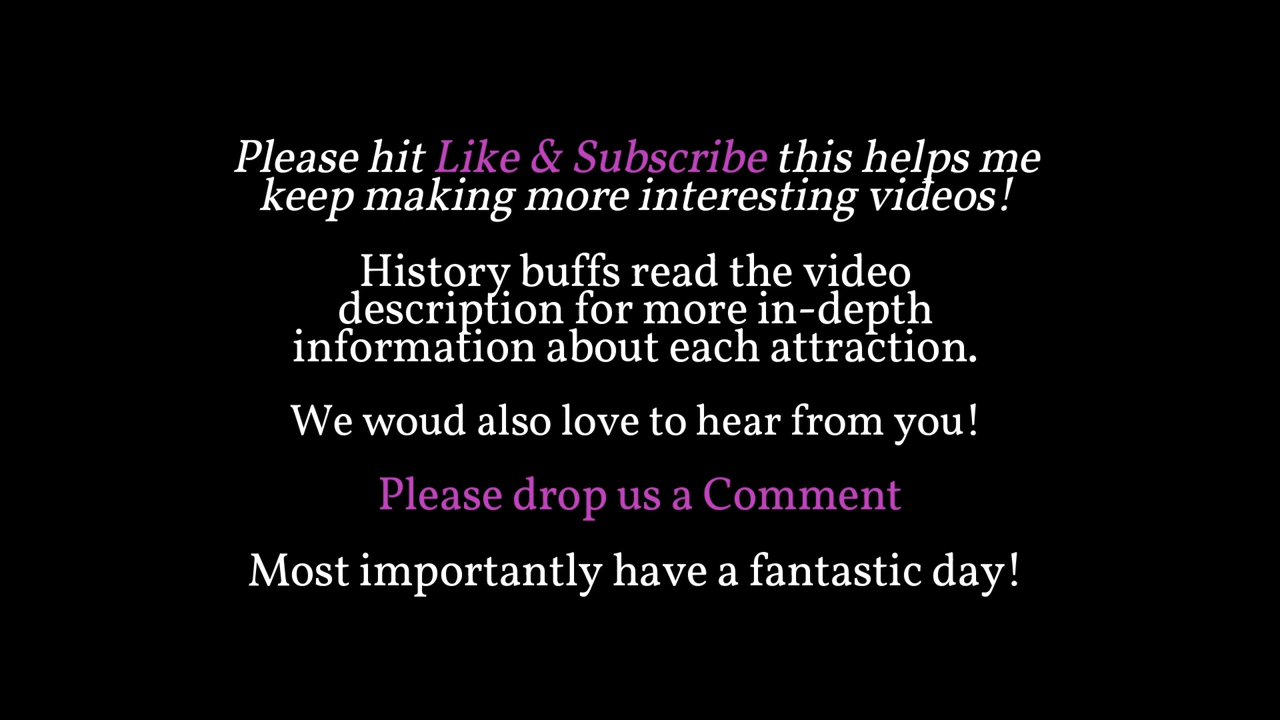 Please hit Like & Subscribe this helps me
keep making more interesting videos!
History buffs read the video
description for more in-depth
information about each attraction.
We woud also love to hear from you!
Please drop us a Comment
Most importantly have a fantastic day!